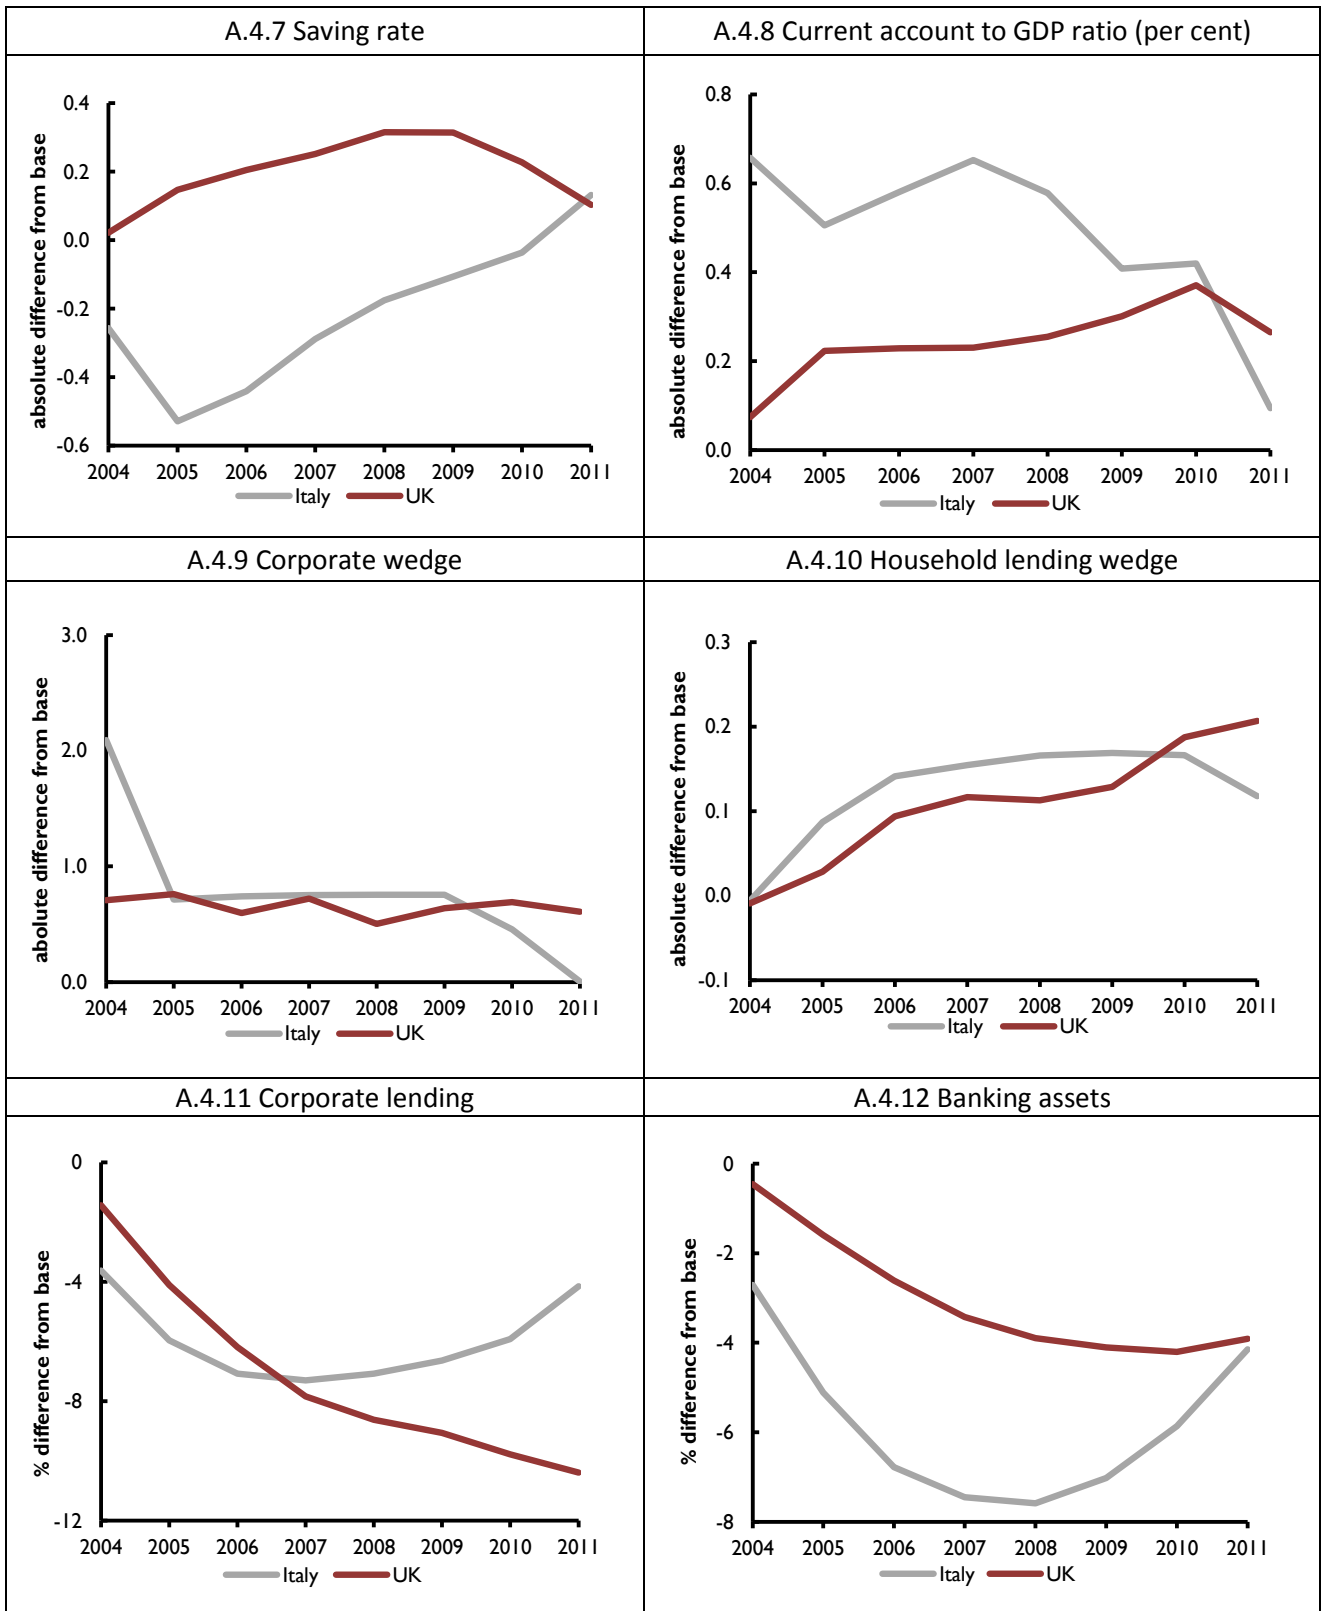 A.4.7 Saving rate
absolute difference from base
0.4
0.2
0.0
-0.2
-0.4
-0.6
2004 2005 2006 2007 2008 2009 2010 2011
Italy UK
A.4.8 Current account to GDP ratio (per cent)
absolute difference from base
0.8
0.6
0.4
0.2
0.0
2004 2005 2006 2007 2008 2009 2010 2011
Italy UK
A.4.9 Corporate wedge
abolute difference from base
3.0
2.0
1.0
0.0
2004 2005 2006 2007 2008 2009 2010 2011
Italy UK
A.4.10 Household lending wedge
absolute difference from base
0.3
0.2
0.1
0.0
-0.1
2004 2005 2006 2007 2008 2009 2010 2011
Italy UK
A.4.11 Corporate lending
% difference from base
0
-4
-8
-12
2004 2005 2006 2007 2008 2009 2010 2011
Italy UK
A.4.12 Banking assets
% difference from base
0
-2
-4
-6
-8
2004 2005 2006 2007 2008 2009 2010 2011
Italy UK